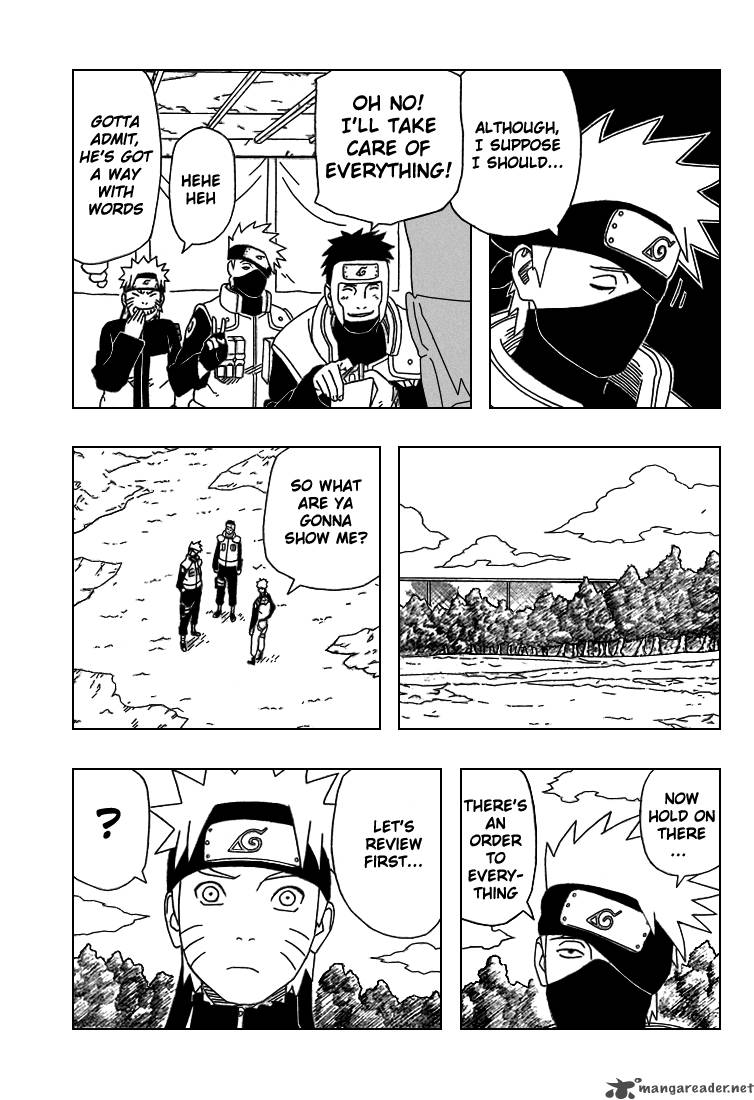 ALTHOUGH,
I SUPPOSE
I SHOULD...
OH NO!
I'LL TAKE
CARE OF
EVERYTHING!
HEHE
HEH
GOTTA
ADMIT,
HE'S GOT
A WAY
WITH
WORDS
SO WHAT
ARE YA
GONNA
SHOW ME?
NOW
HOLD ON
THERE
...
THERE'S
AN
ORDER
TO
EVERY-
THING
LET'S
REVIEW
FIRST...
?
mangareader.net